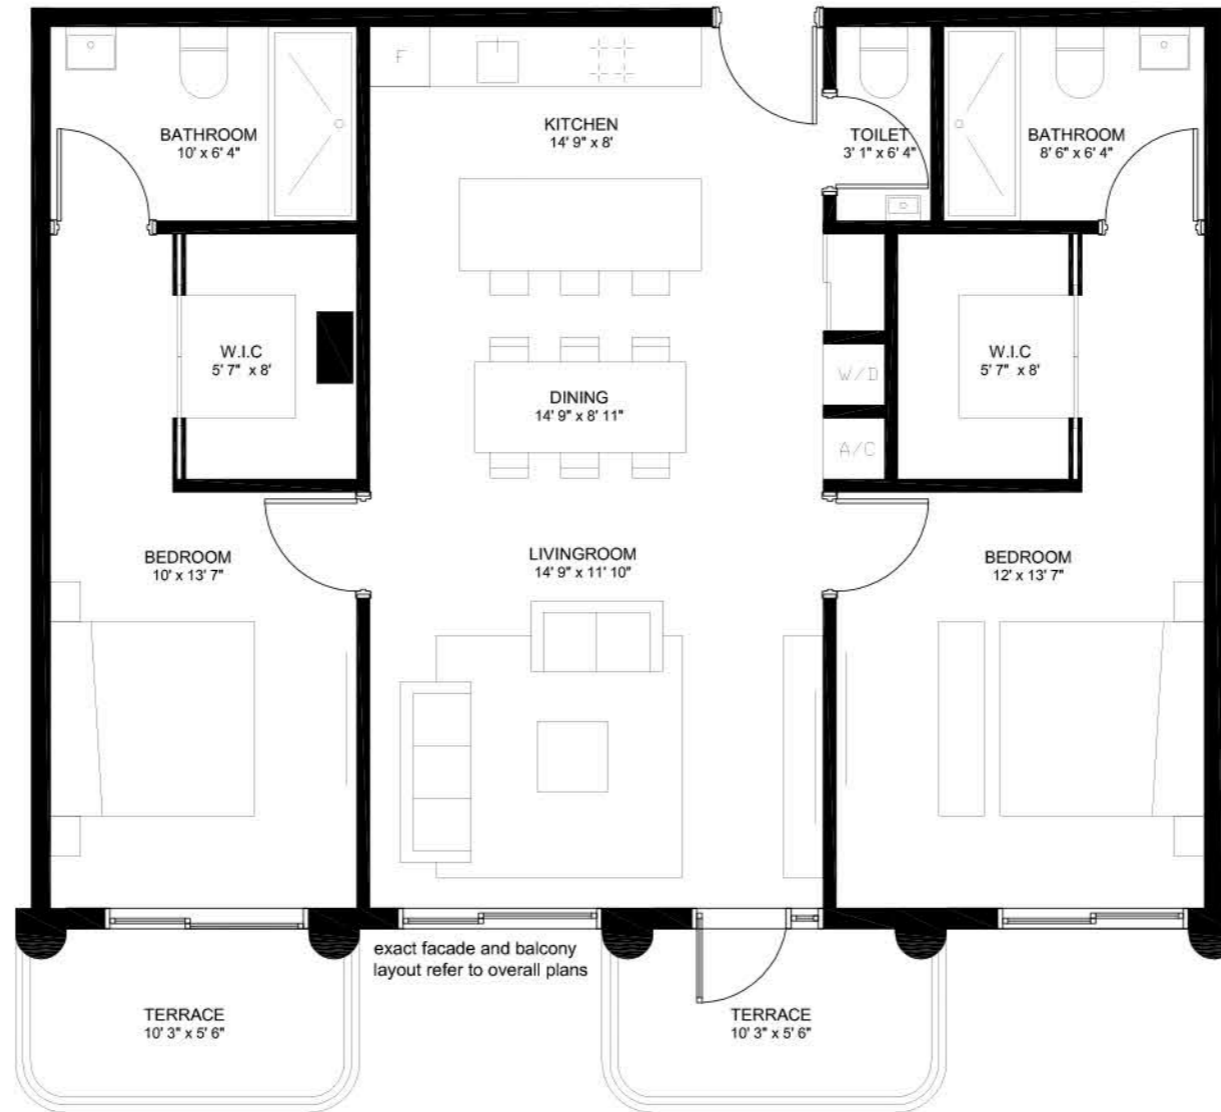 F
BATHROOM
10' x 6' 4"
KITCHEN
14' 9" x 8'
TOILET
3' 1" x 6' 4"
BATHROOM
8' 6" x 6' 4"
W.I.C
5' 7" x 8'
DINING
14' 9" x 8' 11"
W/D
A/C
W.I.C
5' 7" x 8'
BEDROOM
10' x 13' 7"
LIVINGROOM
14' 9" x 11' 10"
BEDROOM
12' x 13' 7"
exact facade and balcony
layout refer to overall plans
TERRACE
10' 3" x 5' 6"
TERRACE
10' 3" x 5' 6"